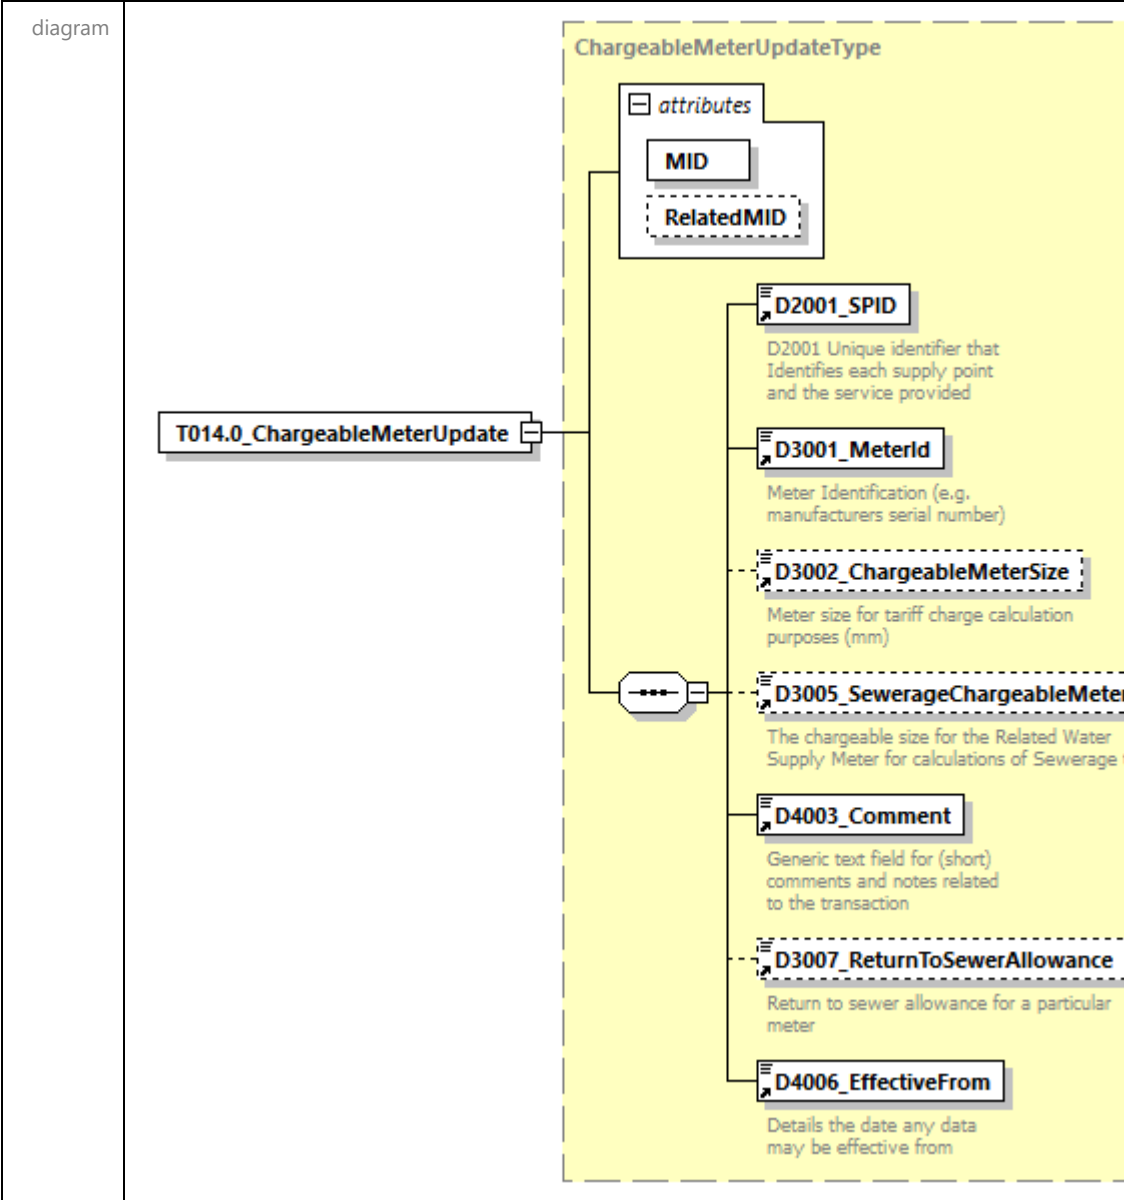 diagram
ChargeableMeterUpdateType
attributes
MID
RelatedMID
D2001_SPID
D2001 Unique identifier that
Identifies each supply point
and the service provided
T014.0_ChargeableMeterUpdate
D3001_MeterId
Meter Identification (e.g.
manufacturers serial number)
D3002_ChargeableMeterSize
Meter size for tariff charge calculation
purposes (mm)
D3005_SewerageChargeableMeter
The chargeable size for the Related Water
Supply Meter for calculations of Sewerage
D4003_Comment
Generic text field for (short)
comments and notes related
to the transaction
D3007_ReturnToSewerAllowance
Return to sewer allowance for a particular
meter
D4006_EffectiveFrom
Details the date any data
may be effective from